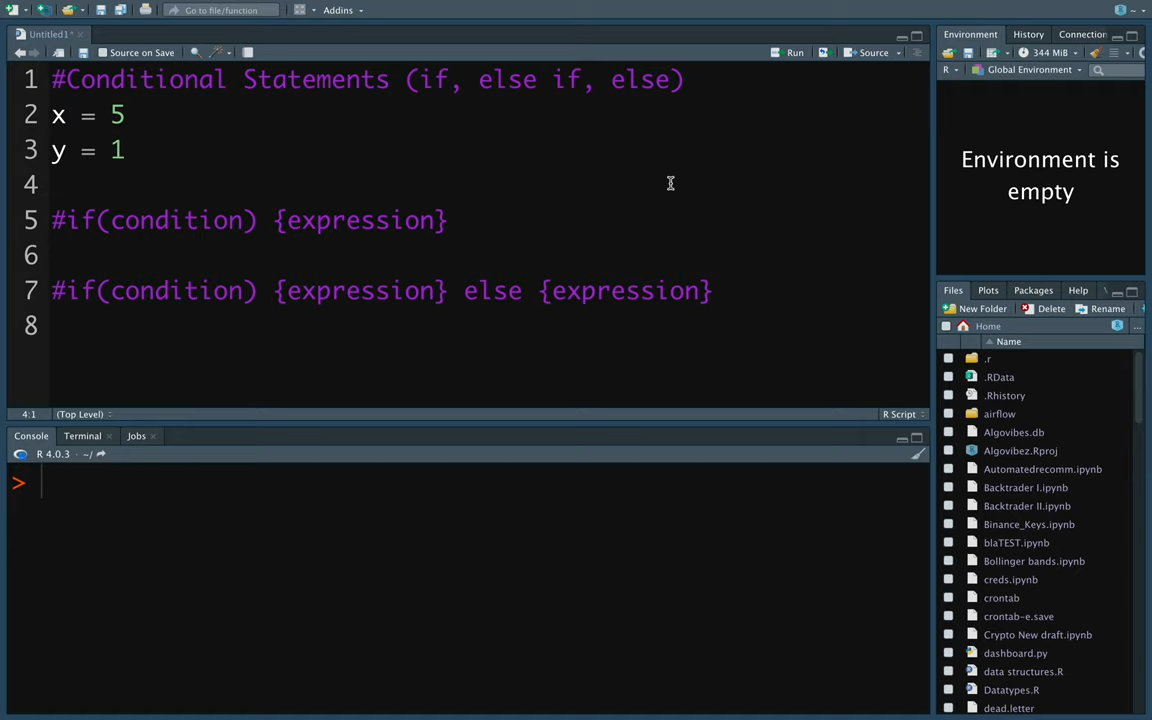 Go to file/function
Addins
~
Untitled1*
Source on Save
Run
Source
1 #Conditional Statements (if, else if, else)
2 x = 5
3 y = 1
4
5 #if(condition) {expression}
6
7 #if(condition) {expression} else {expression}
8
4:1 (Top Level)
R Script
Console Terminal Jobs
R 4.0.3 · ~/
>
Environment History Connection
344 MiB
R Global Environment
Environment is
empty
Files Plots Packages Help
New Folder Delete Rename
Home ...
Name
.r
.RData
.Rhistory
airflow
Algovibes.db
Algovibez.Rproj
Automatedrecomm.ipynb
Backtrader I.ipynb
Backtrader II.ipynb
Binance_Keys.ipynb
blaTEST.ipynb
Bollinger bands.ipynb
creds.ipynb
crontab
crontab-e.save
Crypto New draft.ipynb
dashboard.py
data structures.R
Datatypes.R
dead.letter